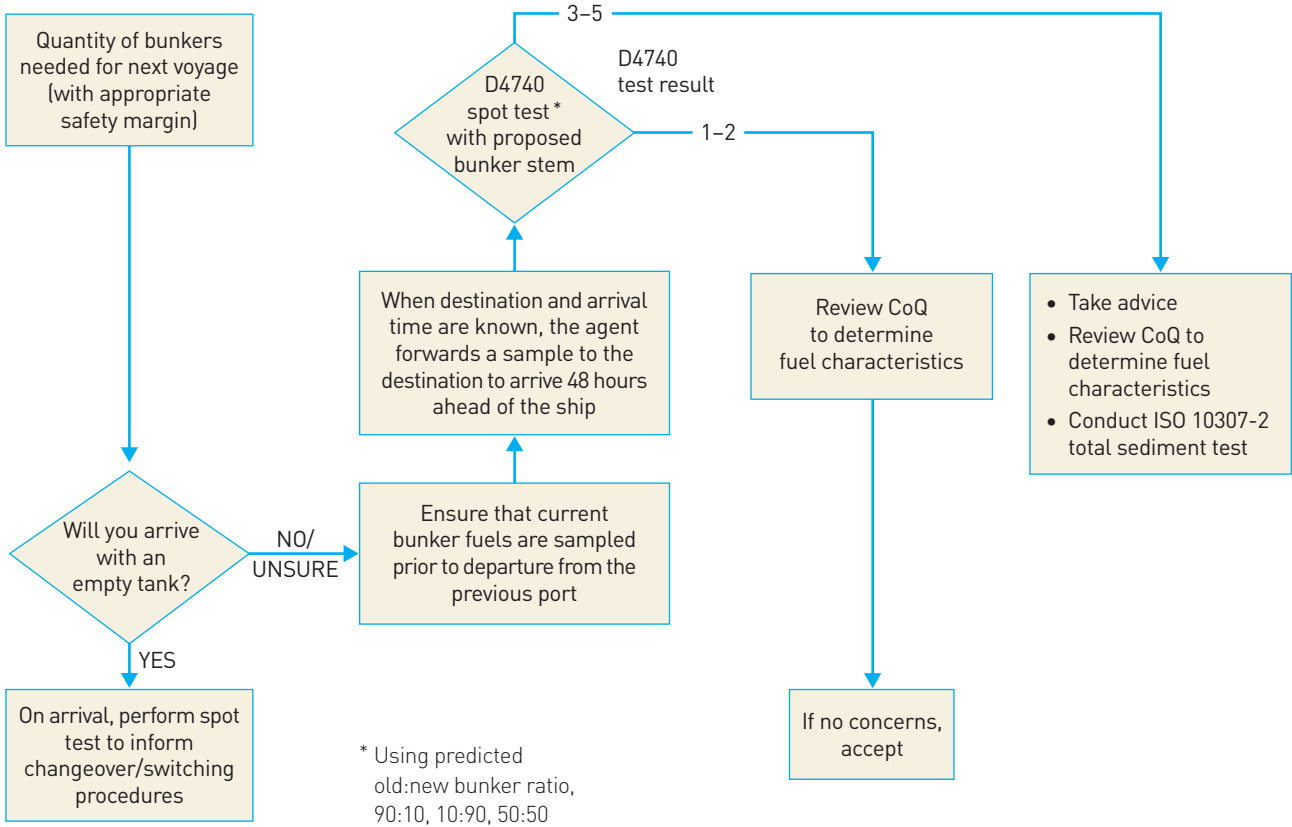 Quantity of bunkers
needed for next voyage
(with appropriate
safety margin)
Will you arrive
with an
empty tank?
YES
On arrival, perform spot
test to inform
changeover/switching
procedures
NO/
UNSURE
Ensure that current
bunker fuels are sampled
prior to departure from the
previous port
When destination and arrival
time are known, the agent
forwards a sample to the
destination to arrive 48 hours
ahead of the ship
D4740
spot test *
with proposed
bunker stem
D4740
test result
1–2
Review CoQ
to determine
fuel characteristics
If no concerns,
accept
3–5
• Take advice
• Review CoQ to
determine fuel
characteristics
• Conduct ISO 10307-2
total sediment test
* Using predicted
old:new bunker ratio,
90:10, 10:90, 50:50